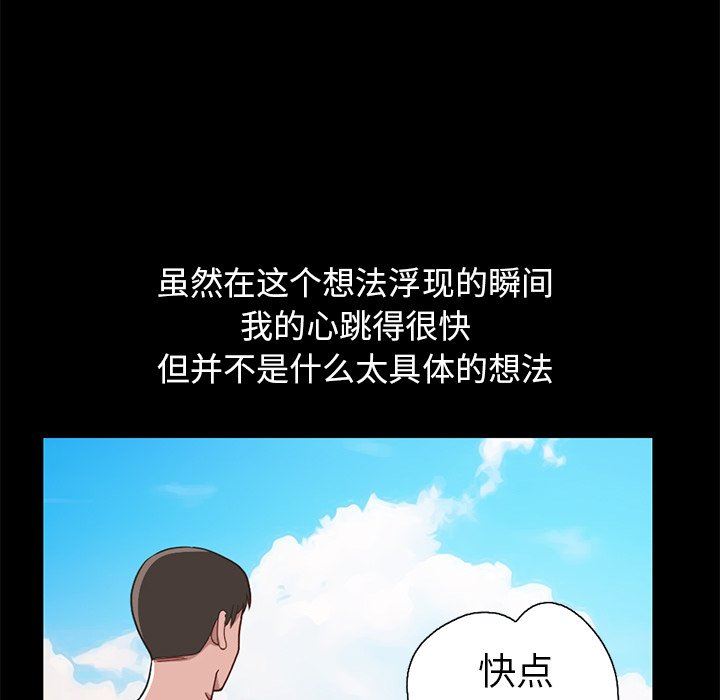 虽然在这个想法浮现的瞬间
我的心跳得很快
但并不是什么太具体的想法
快点